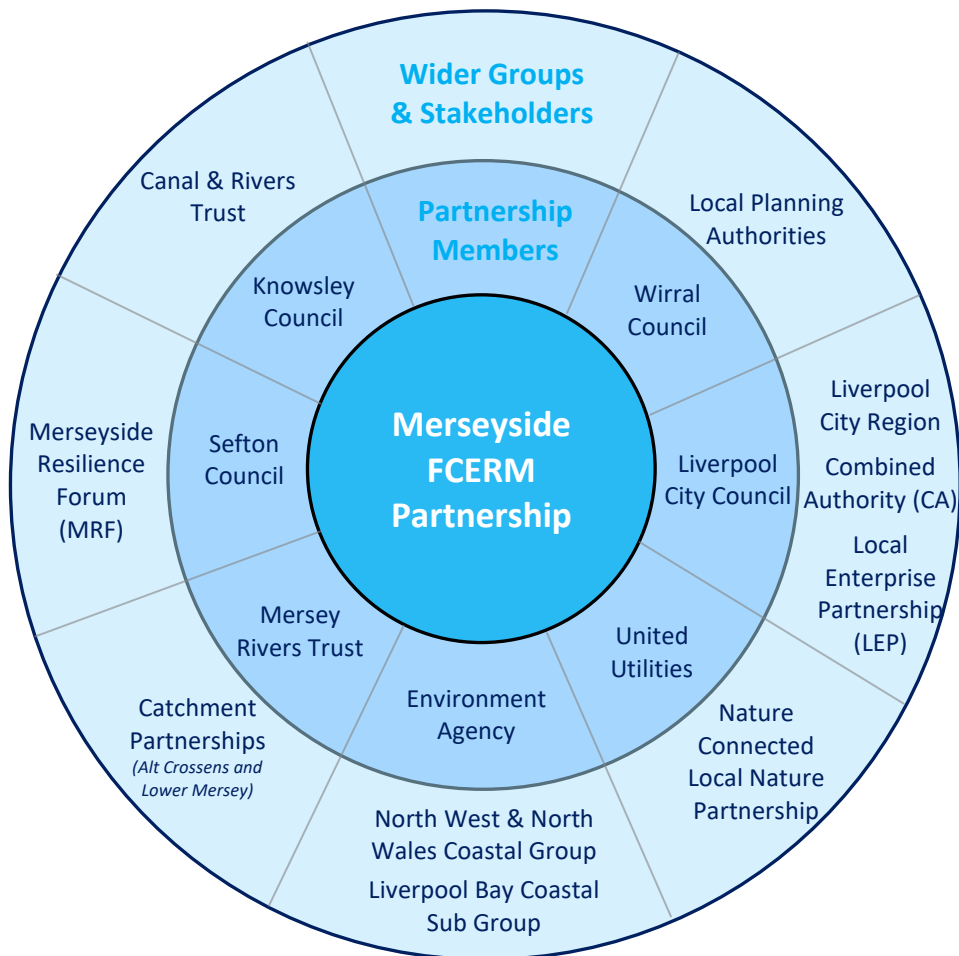 Wider Groups
& Stakeholders
Canal & Rivers
Trust
Local Planning
Authorities
Partnership
Members
Knowsley
Council
Wirral
Council
Merseyside
Resilience
Forum
(MRF)
Sefton
Council
Merseyside
FCERM
Partnership
Liverpool
City Council
Liverpool
City Region
Combined
Authority (CA)
Local
Enterprise
Partnership
(LEP)
Mersey
Rivers Trust
Environment
Agency
United
Utilities
Catchment
Partnerships
(Alt Crossens and
Lower Mersey)
North West & North
Wales Coastal Group
Liverpool Bay Coastal
Sub Group
Nature
Connected
Local Nature
Partnership